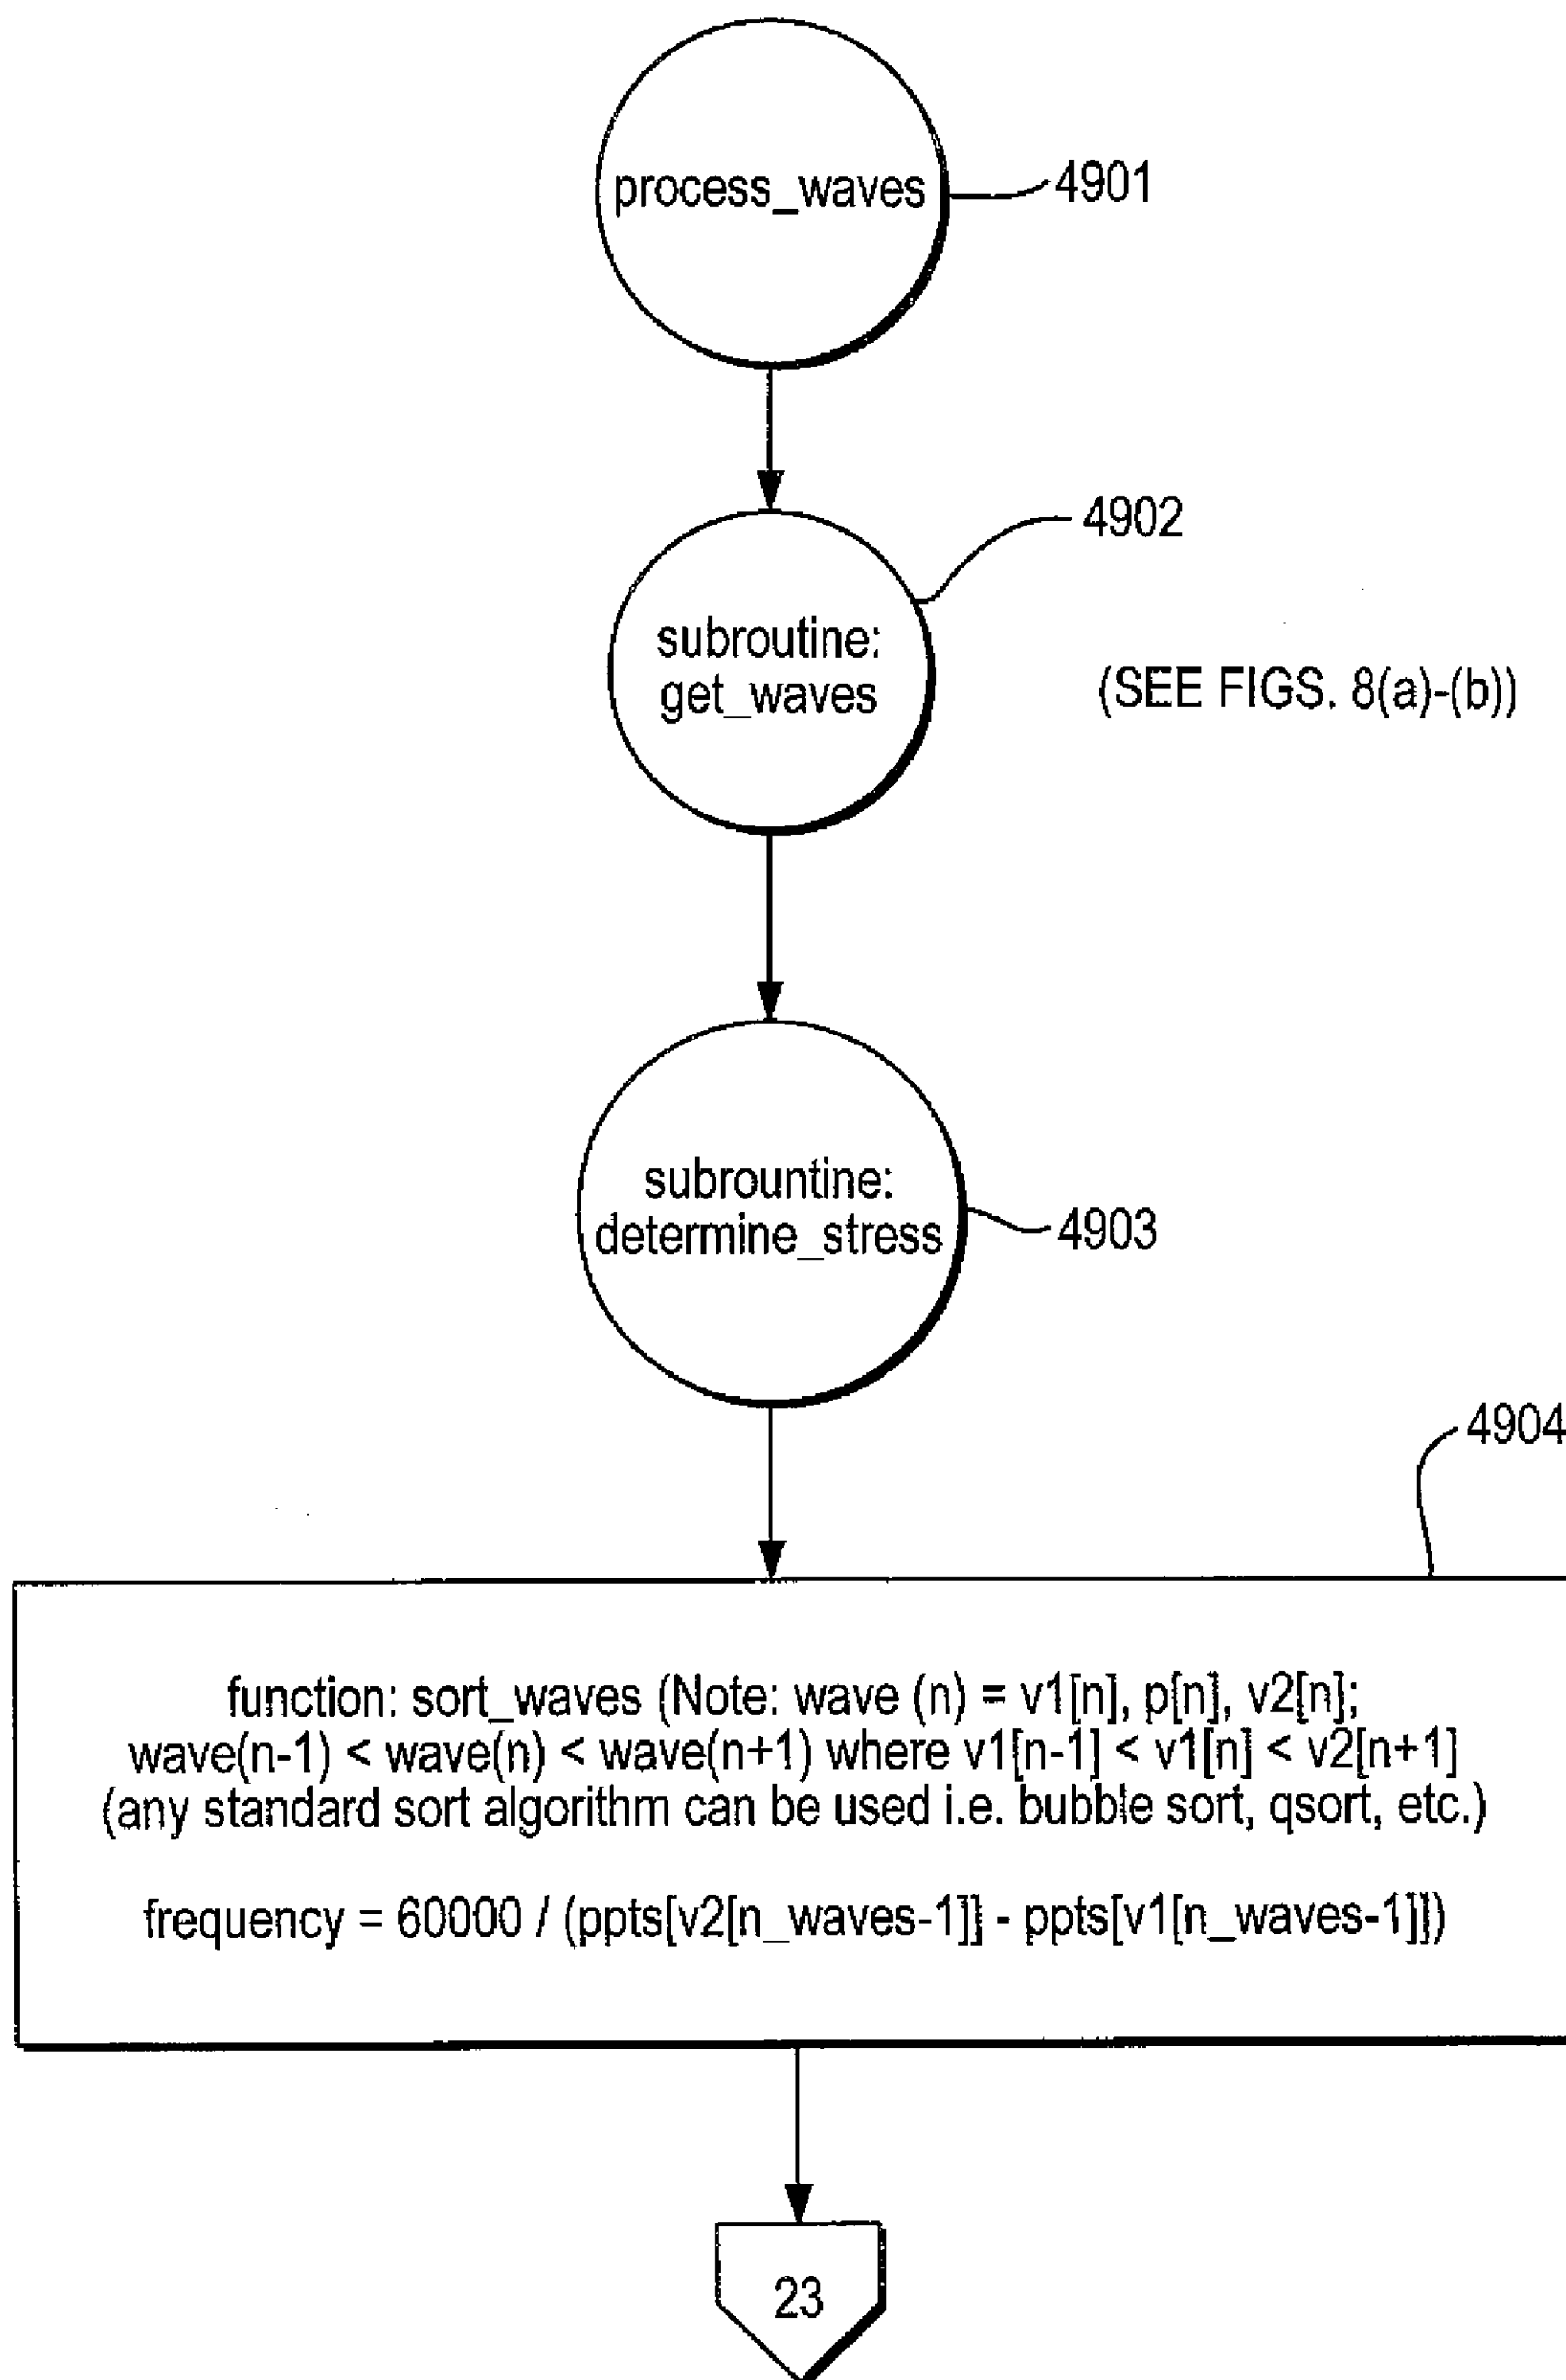 process_waves
4901
4902
subroutine:
get_waves
(SEE FIGS. 8(a)-(b))
subrountine:
determine_stress
4903
4904
function: sort_waves (Note: wave (n) = v1[n], p[n], v2[n];
wave(n-1) < wave(n) < wave(n+1) where v1[n-1] < v1[n] < v2[n+1]
(any standard sort algorithm can be used i.e. bubble sort, qsort, etc.)
frequency = 60000 / (ppts[v2[n_waves-1]] - ppts[v1[n_waves-1]])
23